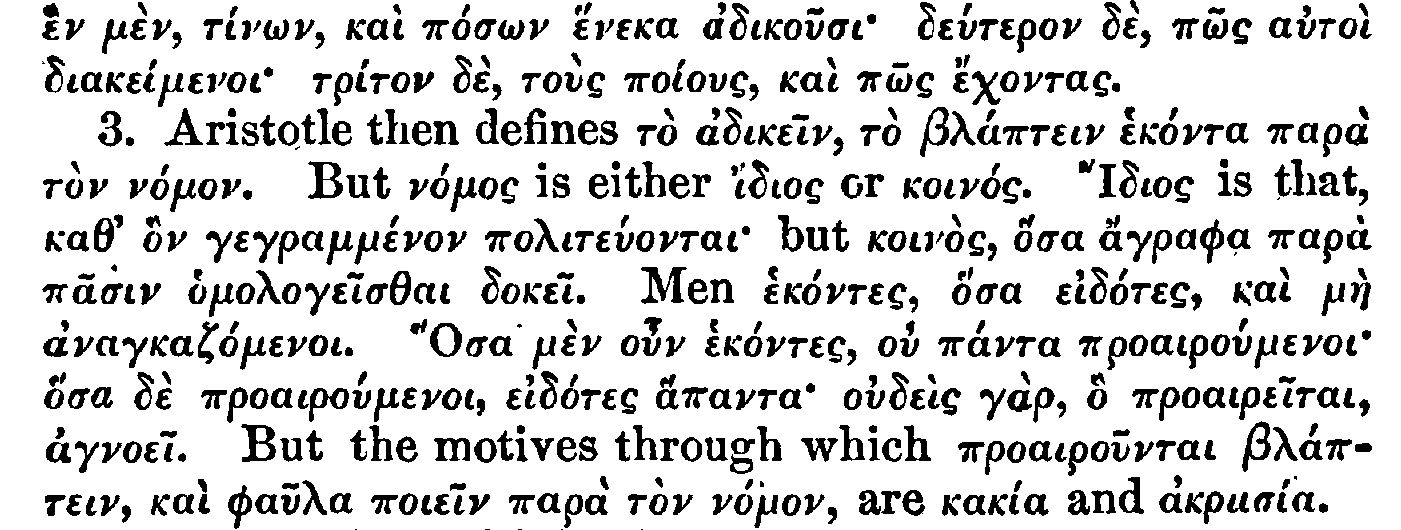 ἓν μὲν, τίνων, καὶ πόσων ἕνεκα ἀδικοῦσι· δεύτερον δὲ, πῶς αὐτοὶ
διακείμενοι· τρίτον δὲ, τοὺς ποίους, καὶ πῶς ἔχοντας.
3. Aristotle then defines τὸ ἀδικεῖν, τὸ βλάπτειν ἑκόντα παρὰ
τὸν νόμον. But νόμος is either ἴδιος or κοινός. Ἴδιος is that,
καθ’ ὃν γεγραμμένον πολιτεύονται· but κοινὸς, ὅσα ἄγραφα παρὰ
πᾶσιν ὁμολογεῖσθαι δοκεῖ. Men ἑκόντες, ὅσα εἰδότες, καὶ μὴ
ἀναγκαζόμενοι. Ὅσα μὲν οὖν ἑκόντες, οὐ πάντα προαιρούμενοι·
ὅσα δὲ προαιρούμενοι, εἰδότες ἅπαντα· οὐδεὶς γὰρ, ὃ προαιρεῖται,
ἀγνοεῖ. But the motives through which προαιροῦνται βλάπ-
τειν, καὶ φαῦλα ποιεῖν παρὰ τὸν νόμον, are κακία and ἀκρασία.